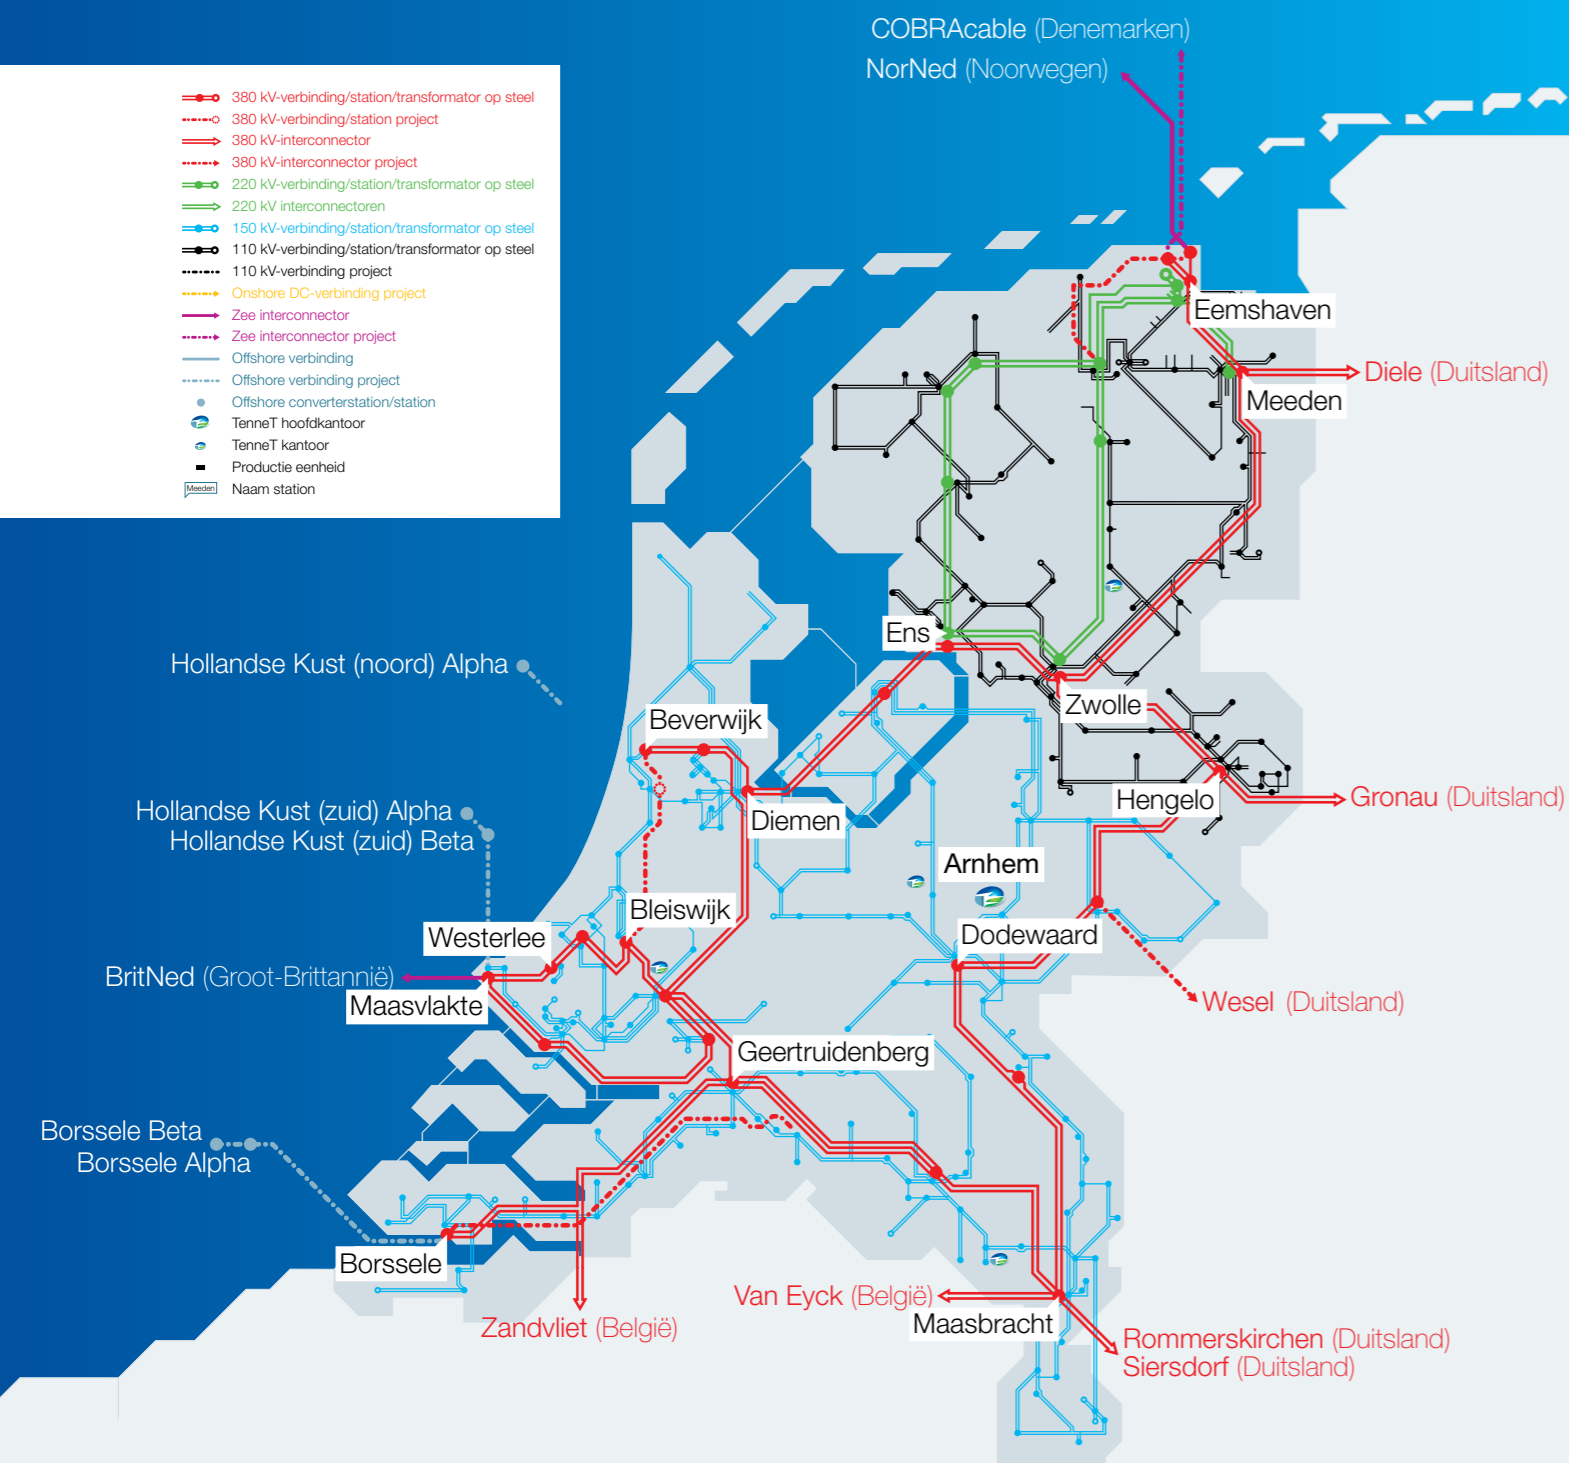 COBRAcable (Denemarken)
NorNed (Noorwegen)
380 kV-verbinding/station/transformator op steel
380 kV-verbinding/station project
380 kV-interconnector
380 kV-interconnector project
220 kV-verbinding/station/transformator op steel
220 kV interconnectoren
150 kV-verbinding/station/transformator op steel
110 kV-verbinding/station/transformator op steel
110 kV-verbinding project
Onshore DC-verbinding project
Zee interconnector
Zee interconnector project
Offshore verbinding
Offshore verbinding project
Offshore converterstation/station
TenneT hoofdkantoor
TenneT kantoor
Productie eenheid
Meeden Naam station
Eemshaven
Diele (Duitsland)
Meeden
Ens
Hollandse Kust (noord) Alpha
Zwolle
Beverwijk
Hengelo
Gronau (Duitsland)
Hollandse Kust (zuid) Alpha
Hollandse Kust (zuid) Beta
Diemen
Arnhem
Bleiswijk
Westerlee
Dodewaard
BritNed (Groot-Brittannië)
Maasvlakte
Wesel (Duitsland)
Geertruidenberg
Borssele Beta
Borssele Alpha
Borssele
Van Eyck (België)
Maasbracht
Zandvliet (België)
Rommerskirchen (Duitsland)
Siersdorf (Duitsland)